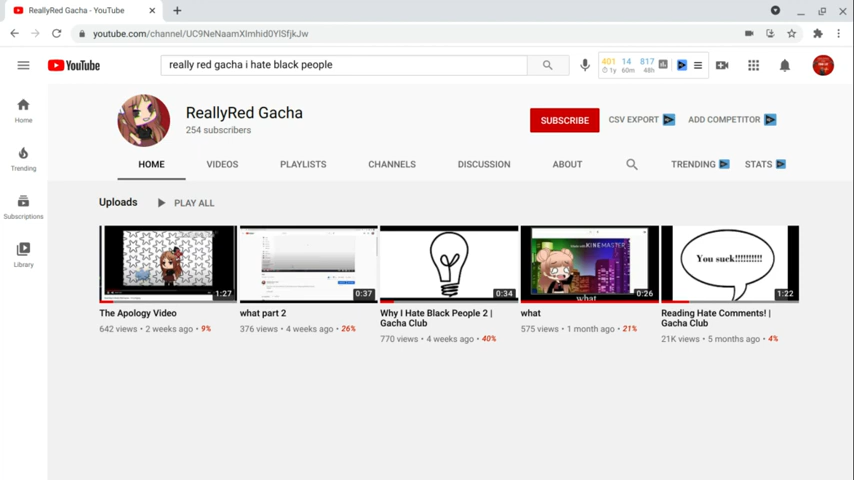 ReallyRed Gacha - YouTube
youtube.com/channel/UC9NeNaamXImhid0YlSfjkJw
YouTube
really red gacha i hate black people
401 14 817
1y 60m 48h
ReallyRed Gacha
254 subscribers
SUBSCRIBE
CSV EXPORT
ADD COMPETITOR
HOME VIDEOS PLAYLISTS CHANNELS DISCUSSION ABOUT TRENDING STATS
Home
Trending
Subscriptions
Library
Uploads PLAY ALL
1:27
0:37
0:34
MADE WITH KINEMASTER
what
0:26
You suck!!!!!!!!!!
1:22
The Apology Video
642 views • 2 weeks ago • 9%
what part 2
376 views • 4 weeks ago • 26%
Why I Hate Black People 2 |
Gacha Club
770 views • 4 weeks ago • 40%
what
575 views • 1 month ago • 21%
Reading Hate Comments! |
Gacha Club
21K views • 5 months ago • 4%